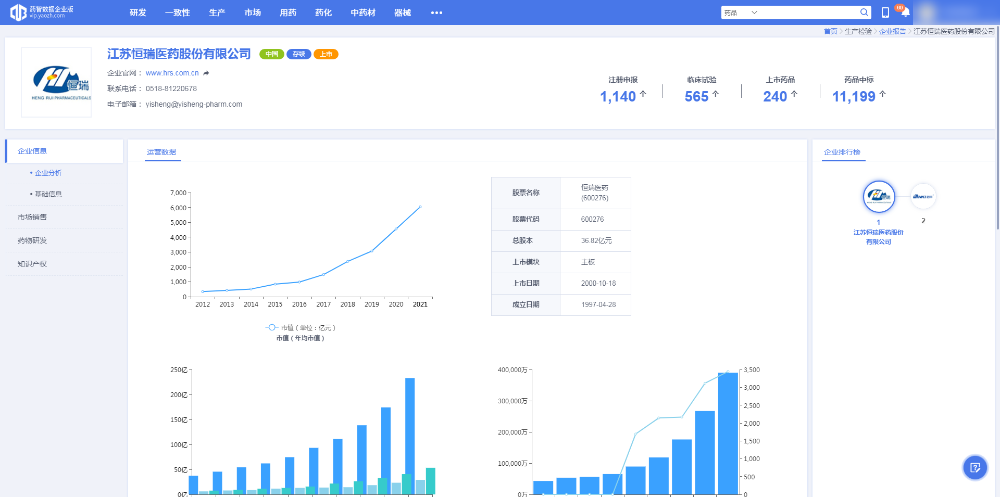 药智数据企业版
vip.yaozh.com
研发 一致性 生产 市场 用药 药化 中药材 器械 •••
药品
60
首页 > 生产检验 > 企业报告 > 江苏恒瑞医药股份有限公司
恒瑞
HENG RUI PHARMACEUTICALS
江苏恒瑞医药股份有限公司 中国 存续 上市
企业官网： www.hrs.com.cn
联系电话： 0518-81220678
电子邮箱： yisheng@yisheng-pharm.com
注册申报 临床试验 上市药品 药品中标
1,140 个 565 个 240 个 11,199 个
企业信息
• 企业分析
• 基础信息
市场销售
药物研发
知识产权
运营数据
7,000
6,000
5,000
4,000
3,000
2,000
1,000
0
2012 2013 2014 2015 2016 2017 2018 2019 2020 2021
市值（单位：亿元）
市值（年均市值）
股票名称 恒瑞医药
(600276)
股票代码 600276
总股本 36.82亿元
上市模块 主板
上市日期 2000-10-18
成立日期 1997-04-28
250亿
200亿
150亿
100亿
50亿
0亿
400,000万
300,000万
200,000万
100,000万
0万
3,500
3,000
2,500
2,000
1,500
1,000
500
0
企业排行榜
恒瑞
HENG RUI PHARMACEUTICALS
1
江苏恒瑞医药股份
有限公司
2